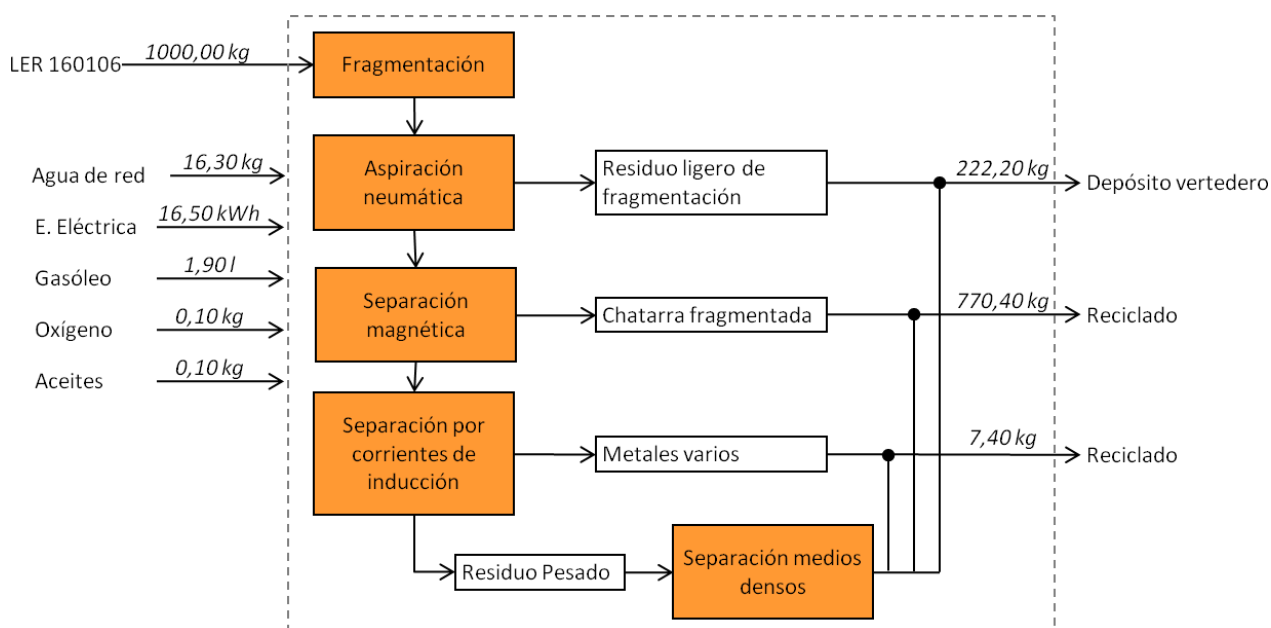 LER 160106
1000,00 kg
Fragmentación
Agua de red
16,30 kg
E. Eléctrica
16,50 kWh
Gasóleo
1,90 l
Oxígeno
0,10 kg
Aceites
0,10 kg
Aspiración
neumática
Residuo ligero de
fragmentación
222,20 kg
Depósito vertedero
Separación
magnética
Chatarra fragmentada
770,40 kg
Reciclado
Separación por
corrientes de
inducción
Metales varios
7,40 kg
Reciclado
Residuo Pesado
Separación medios
densos